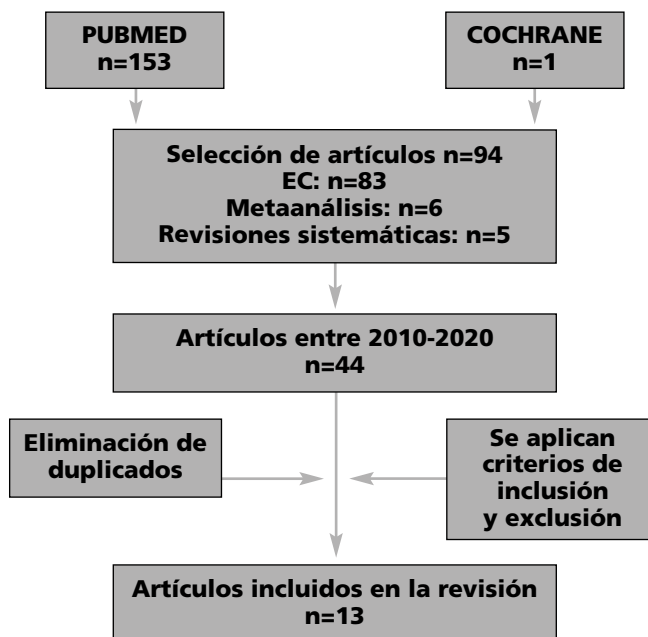 PUBMED
n=153
COCHRANE
n=1
Selección de artículos n=94
EC: n=83
Metaanálisis: n=6
Revisiones sistemáticas: n=5
Artículos entre 2010-2020
n=44
Eliminación de
duplicados
Se aplican
criterios de
inclusión
y exclusión
Artículos incluidos en la revisión
n=13